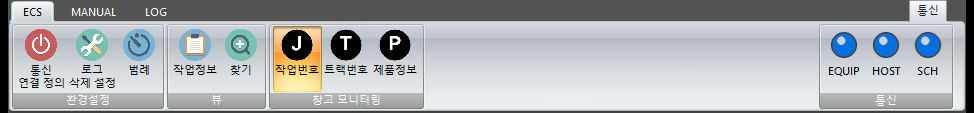 ECS MANUAL LOG 통신
통신
연결 정의
로그
삭제 설정
범례
작업정보
찾기
J
작업번호
T
트랙번호
P
제품정보
EQUIP HOST SCH
환경설정 뷰 창고 모니터링 통신